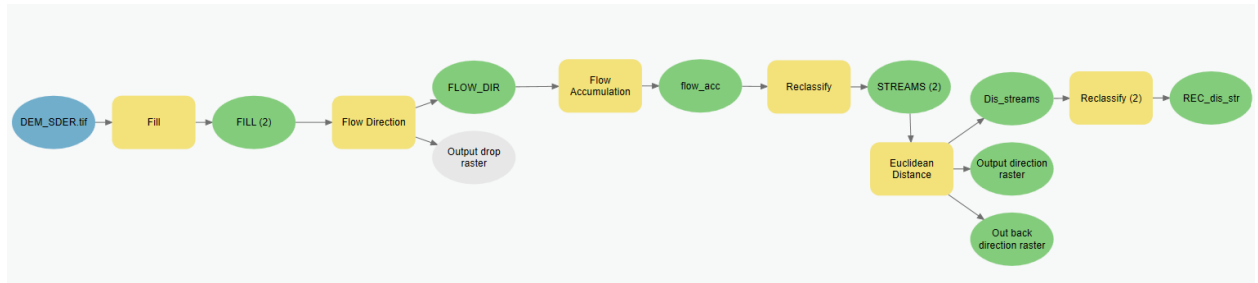 DEM_SDER.tif
Fill
FILL (2)
Flow Direction
FLOW_DIR
Output drop
raster
Flow
Accumulation
flow_acc
Reclassify
STREAMS (2)
Euclidean
Distance
Dis_streams
Output direction
raster
Out back
direction raster
Reclassify (2)
REC_dis_str